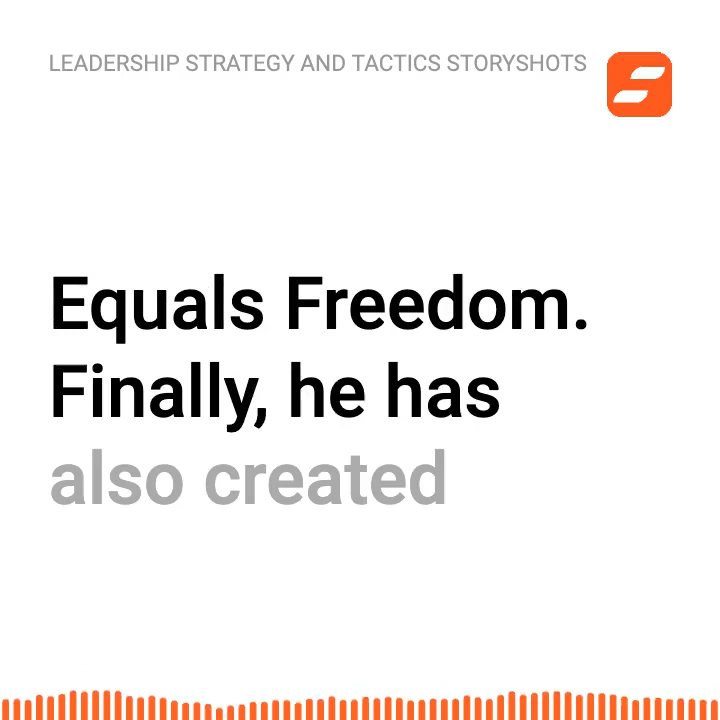 LEADERSHIP STRATEGY AND TACTICS STORYSHOTS
Equals Freedom.
Finally, he has
also created